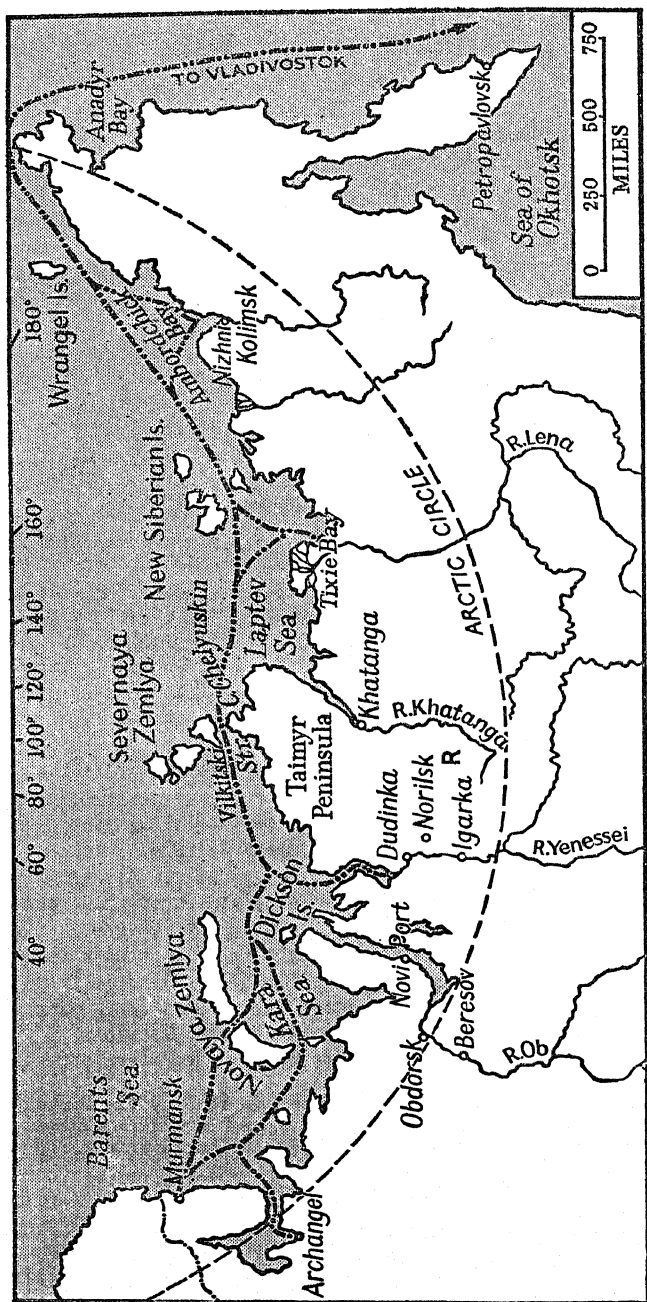 40°
60°
80°
100°
120°
140°
160°
180°
Barents
Sea
Murmansk
Archangel
Novaya Zemlya
Kara
Sea
Dickson
Is.
Severnaya
Zemlya
Vilkitski
Str.
C. Chelyuskin
Taimyr
Peninsula
Laptev
Sea
New Siberian Is.
Tixie Bay
Wrangel Is.
Ambordchick
Bay
Nizhni
Kolimsk
Anadyr
Bay
TO VLADIVOSTOK
Petropavlovsk
Sea of
Okhotsk
Obdorsk
Beresov
Novi Port
R.Ob
Dudinka
Norilsk
R
Igarka
R.Yenessei
Khatanga
R.Khatanga
ARCTIC CIRCLE
R.Lena
0 250 500 750
MILES